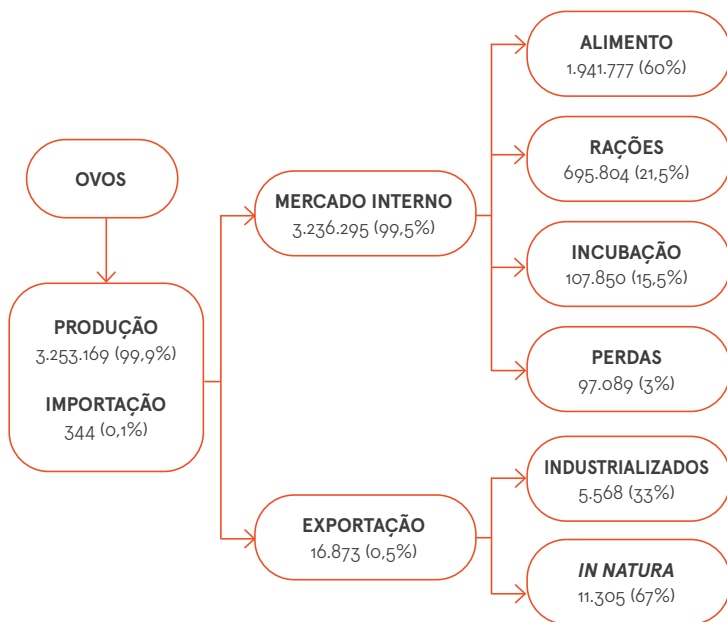 OVOS
PRODUÇÃO
3.253.169 (99,9%)
IMPORTAÇÃO
344 (0,1%)
MERCADO INTERNO
3.236.295 (99,5%)
EXPORTAÇÃO
16.873 (0,5%)
ALIMENTO
1.941.777 (60%)
RAÇÕES
695.804 (21,5%)
INCUBAÇÃO
107.850 (15,5%)
PERDAS
97.089 (3%)
INDUSTRIALIZADOS
5.568 (33%)
IN NATURA
11.305 (67%)